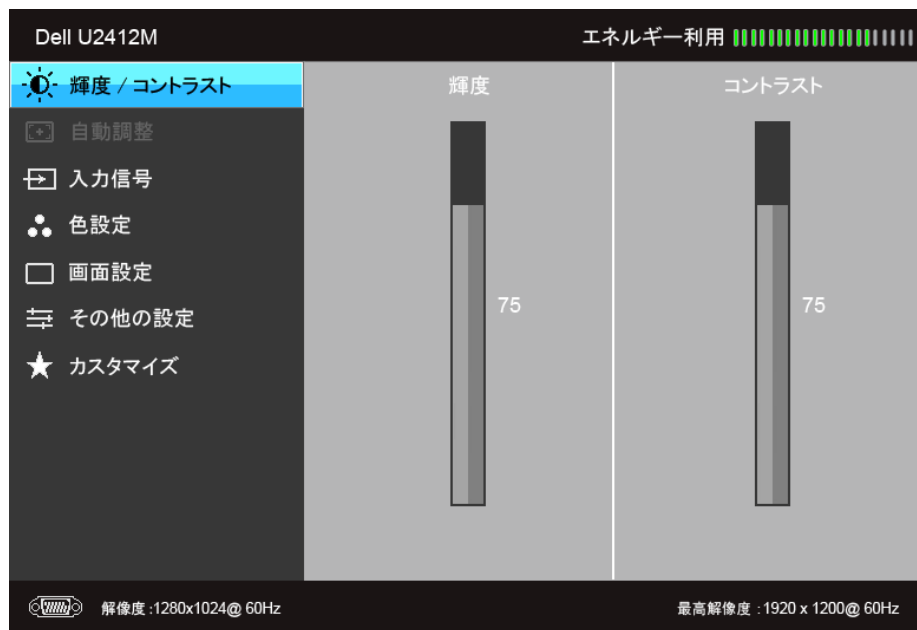 Dell U2412M
エネルギー利用
輝度 / コントラスト
自動調整
入力信号
色設定
画面設定
その他の設定
カスタマイズ
輝度
コントラスト
75
75
解像度 :1280x1024@ 60Hz
最高解像度 : 1920 x 1200@ 60Hz